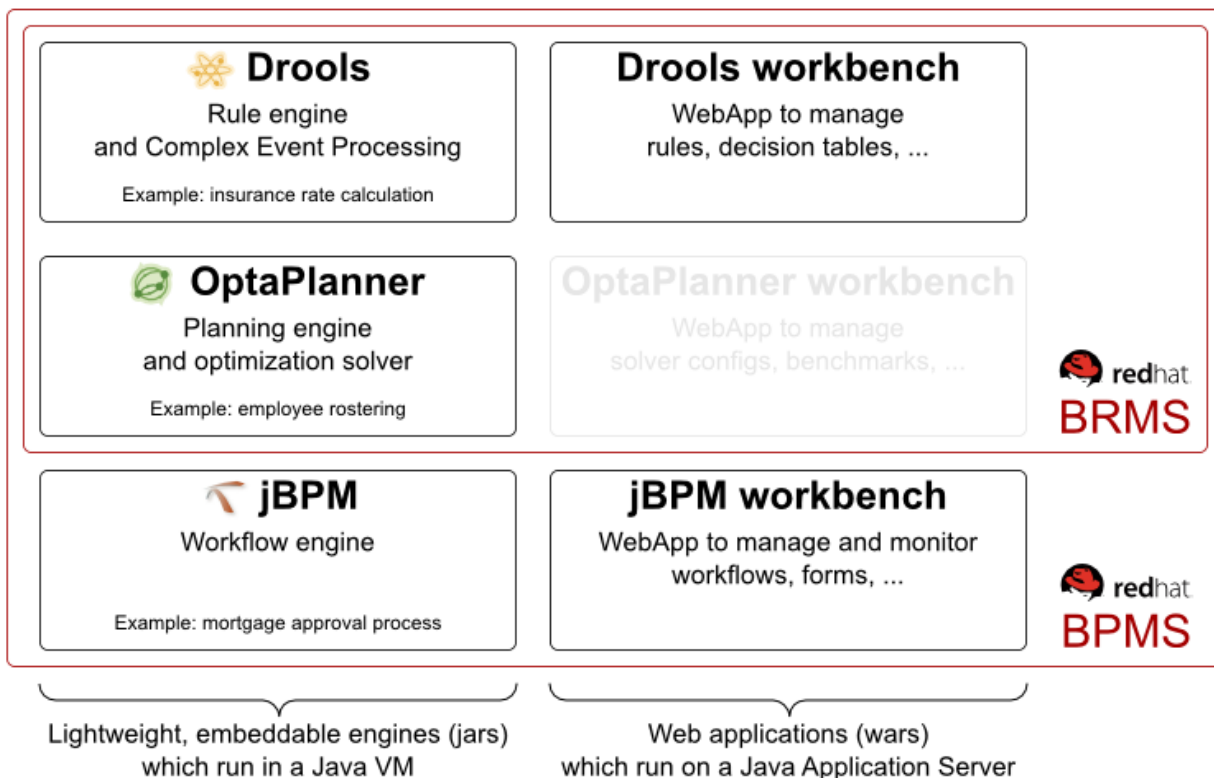 Drools
Rule engine
and Complex Event Processing
Example: insurance rate calculation
Drools workbench
WebApp to manage
rules, decision tables, ...
OptaPlanner
Planning engine
and optimization solver
Example: employee rostering
OptaPlanner workbench
WebApp to manage
solver configs, benchmarks, ...
redhat.
BRMS
jBPM
Workflow engine
Example: mortgage approval process
jBPM workbench
WebApp to manage and monitor
workflows, forms, ...
redhat.
BPMS
Lightweight, embeddable engines (jars)
which run in a Java VM
Web applications (wars)
which run on a Java Application Server